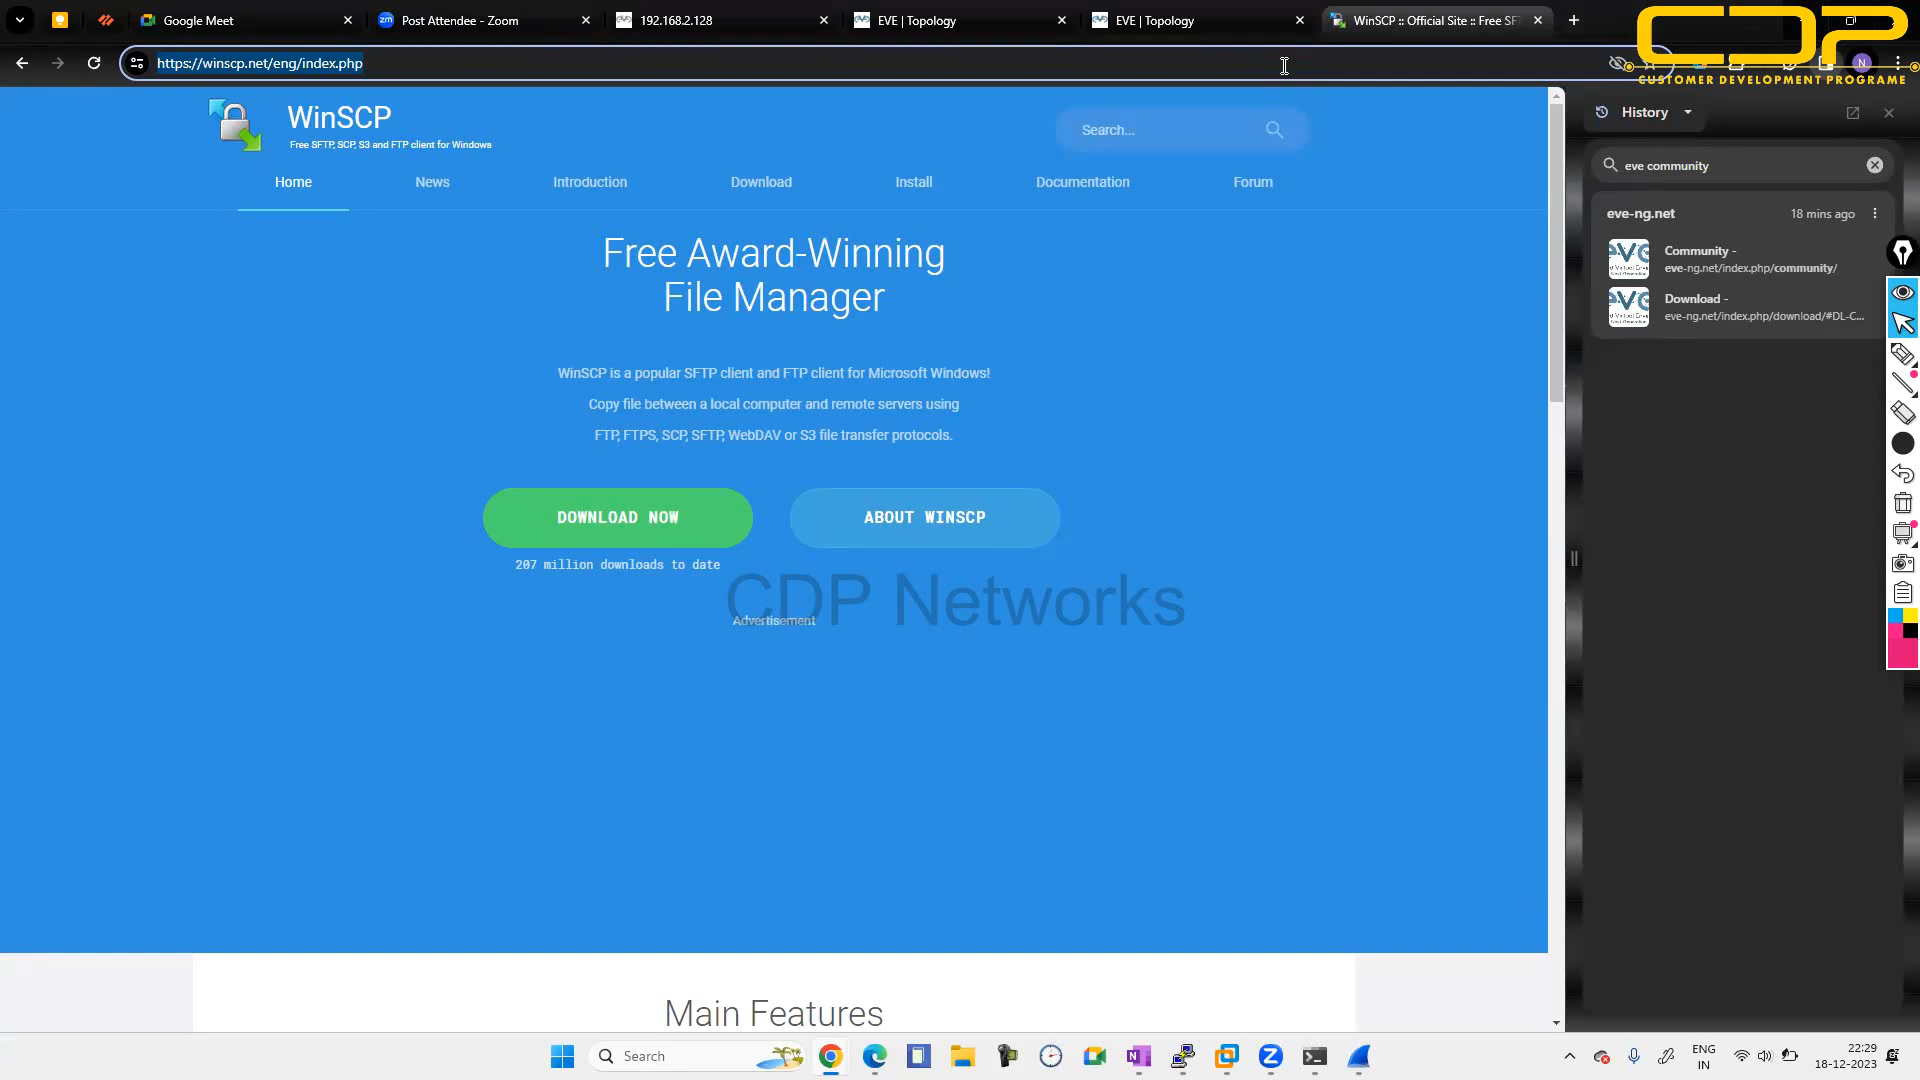 Google Meet
Post Attendee - Zoom
192.168.2.128
EVE | Topology
EVE | Topology
WinSCP :: Official Site :: Free SF
CDP
CUSTOMER DEVELOPMENT PROGRAME
https://winscp.net/eng/index.php
N
WinSCP
Free SFTP, SCP, S3 and FTP client for Windows
Search...
Home
News
Introduction
Download
Install
Documentation
Forum
Free Award-Winning
File Manager
WinSCP is a popular SFTP client and FTP client for Microsoft Windows!
Copy file between a local computer and remote servers using
FTP, FTPS, SCP, SFTP, WebDAV or S3 file transfer protocols.
DOWNLOAD NOW
ABOUT WINSCP
207 million downloads to date
CDP Networks
Advertisement
Main Features
History
eve community
eve-ng.net
18 mins ago
Community -
eve-ng.net/index.php/community/
Download -
eve-ng.net/index.php/download/#DL-C...
Search
ENG
IN
22:29
18-12-2023